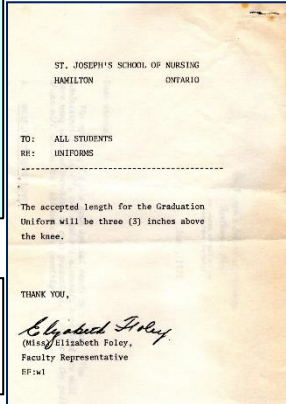 ST. JOSEPH'S SCHOOL OF NURSING
HAMILTON ONTARIO
TO: ALL STUDENTS
RE: UNIFORMS
The accepted length for the Graduation
Uniform will be three (3) inches above
the knee.
THANK YOU,
Elizabeth Foley
(Miss) Elizabeth Foley,
Faculty Representative
EF:wl